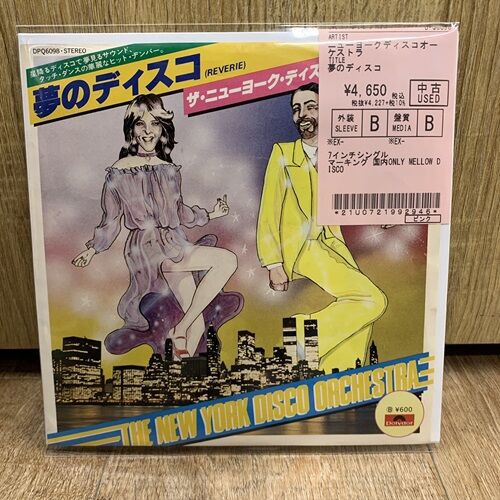 DPQ6098・STEREO
星降るディスコで夢見るサウンド、
タッチ・ダンスの華麗なヒット・ナンバー。
夢のディスコ
(REVERIE)
ザ・ニューヨーク・ディス
ARTIST
ニューヨークディスコオー
ケストラ
TITLE
夢のディスコ
¥4,650 税込
税抜¥4,227+税10%
中古
USED
外装
SLEEVE
B
盤質
MEDIA
B
※EX-
※EX-
7インチシングル
マーキング 国内ONLY MELLOW D
ISCO
*21U0721992946*
ピンク
THE NEW YORK DISCO ORCHESTRA
Ⓑ ¥600
Polydor